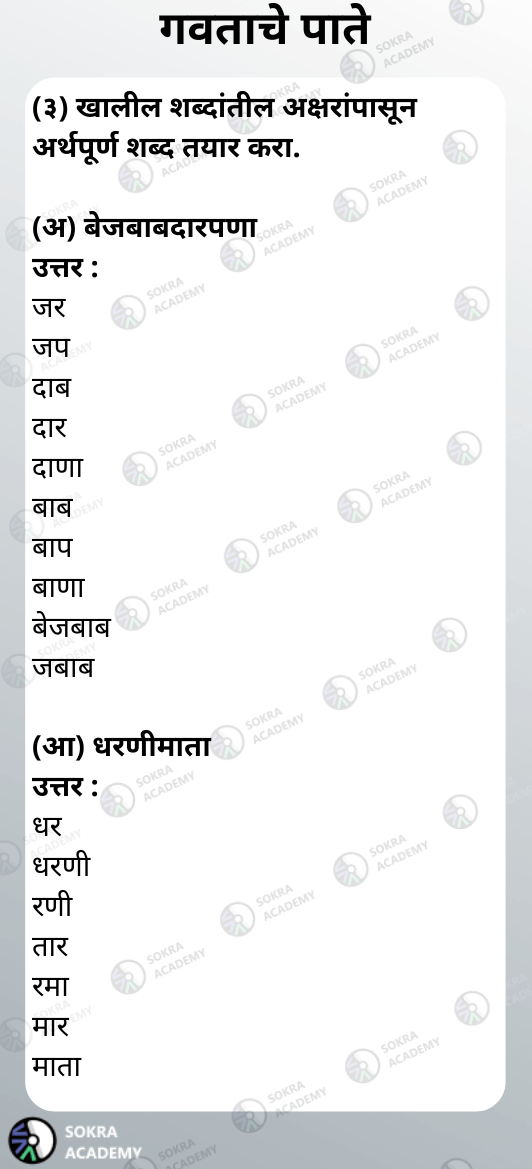 गवताचे पाते
(३) खालील शब्दांतील अक्षरांपासून
अर्थपूर्ण शब्द तयार करा.
(अ) बेजबाबदारपणा
उत्तर :
जर
जप
दाब
दार
दाणा
बाब
बाप
बाणा
बेजबाब
जबाब
(आ) धरणीमाता
उत्तर :
धर
धरणी
रणी
तार
रमा
मार
माता
SOKRA
ACADEMY